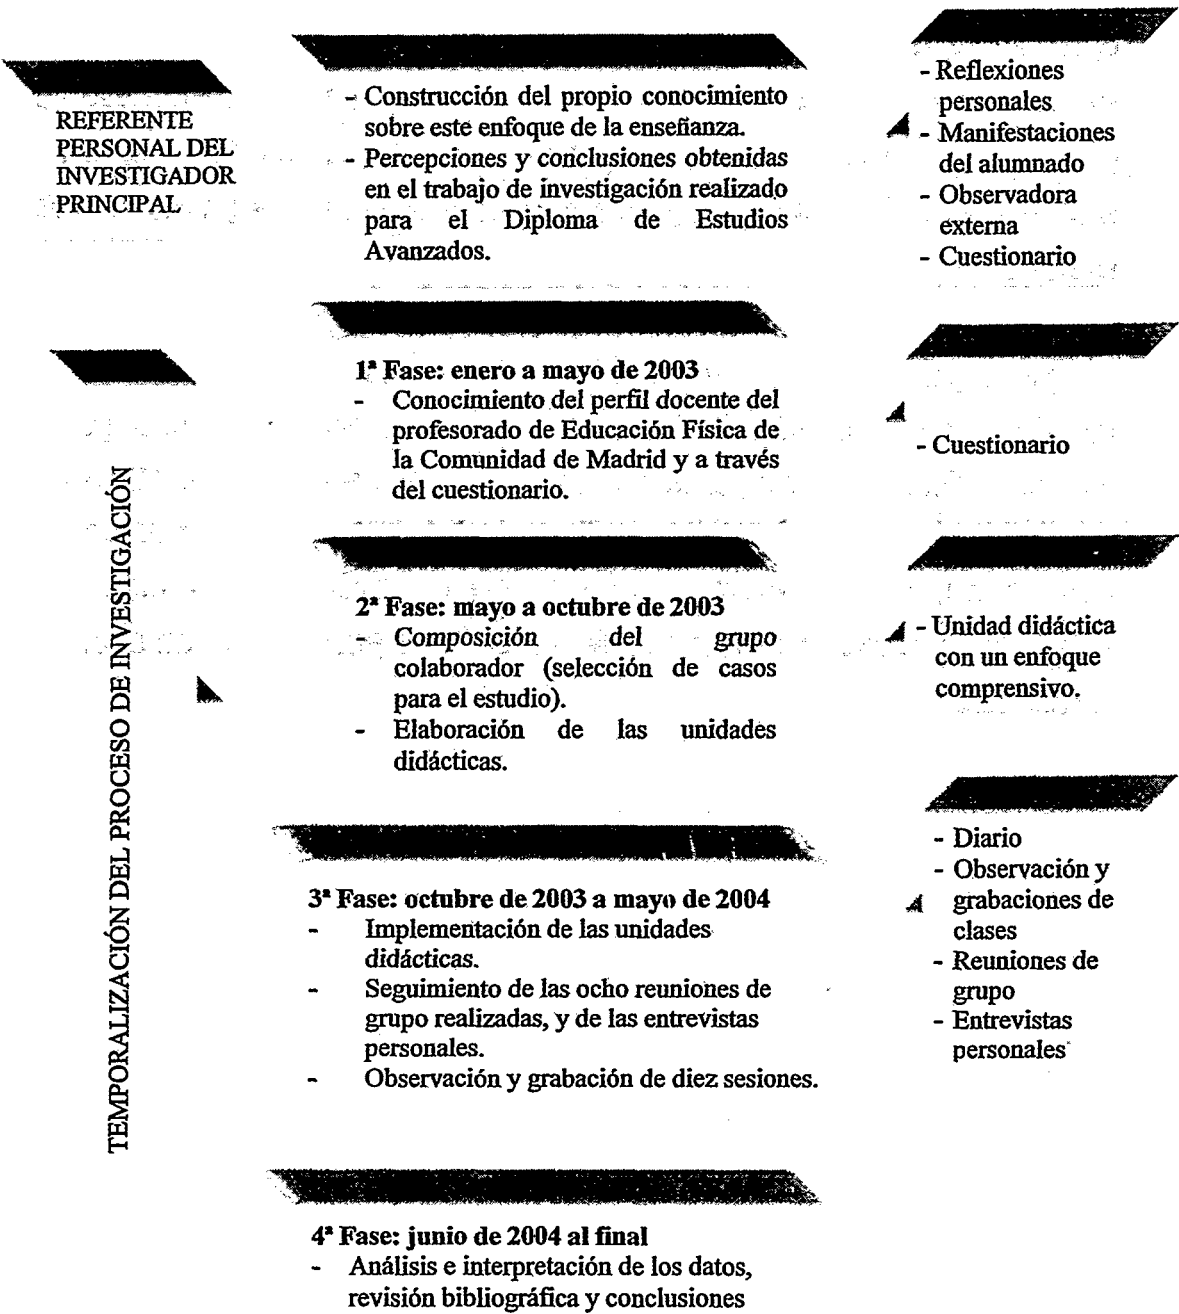 REFERENTE
PERSONAL DEL
INVESTIGADOR
PRINCIPAL
- Construcción del propio conocimiento
sobre este enfoque de la enseñanza.
- Percepciones y conclusiones obtenidas
en el trabajo de investigación realizado
para el Diploma de Estudios
Avanzados.
- Reflexiones
personales
- Manifestaciones
del alumnado
- Observadora
externa
- Cuestionario
TEMPORALIZACIÓN DEL PROCESO DE INVESTIGACIÓN
1ª Fase: enero a mayo de 2003
- Conocimiento del perfil docente del
profesorado de Educación Física de
la Comunidad de Madrid y a través
del cuestionario.
- Cuestionario
2ª Fase: mayo a octubre de 2003
- Composición del grupo
colaborador (selección de casos
para el estudio).
- Elaboración de las unidades
didácticas.
- Unidad didáctica
con un enfoque
comprensivo.
3ª Fase: octubre de 2003 a mayo de 2004
- Implementación de las unidades
didácticas.
- Seguimiento de las ocho reuniones de
grupo realizadas, y de las entrevistas
personales.
- Observación y grabación de diez sesiones.
- Diario
- Observación y
grabaciones de
clases
- Reuniones de
grupo
- Entrevistas
personales
4ª Fase: junio de 2004 al final
- Análisis e interpretación de los datos,
revisión bibliográfica y conclusiones